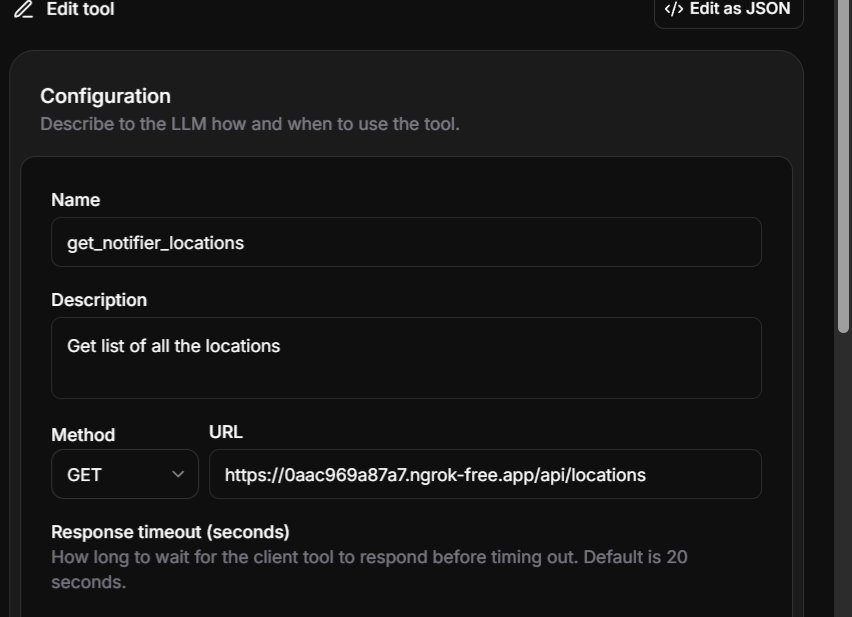 Edit tool
</> Edit as JSON
Configuration
Describe to the LLM how and when to use the tool.
Name
get_notifier_locations
Description
Get list of all the locations
Method
URL
GET
https://0aac969a87a7.ngrok-free.app/api/locations
Response timeout (seconds)
How long to wait for the client tool to respond before timing out. Default is 20
seconds.